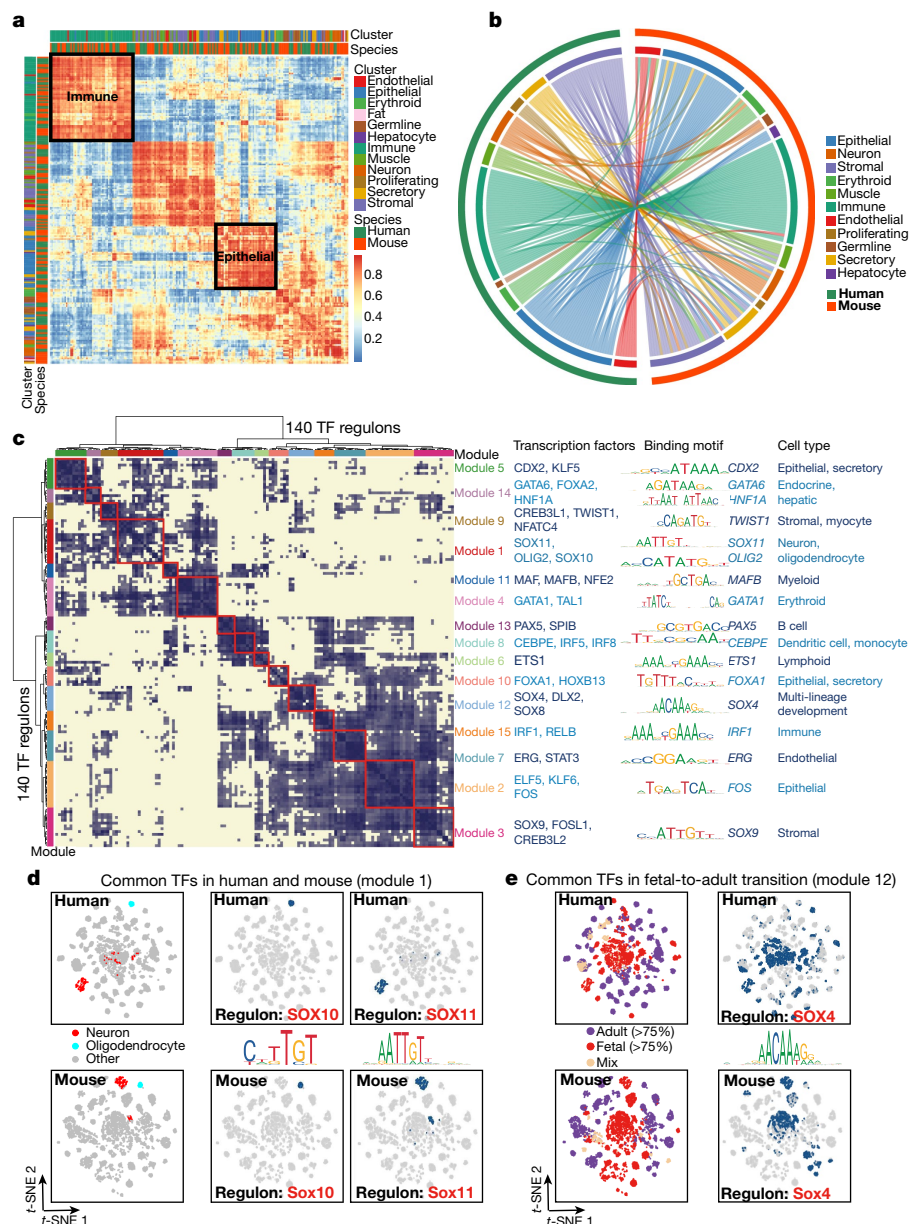 a
Cluster
Species
Immune
Epithelial
Cluster
Endothelial
Epithelial
Erythroid
Fat
Germline
Hepatocyte
Immune
Muscle
Neuron
Proliferating
Secretory
Stromal
Species
Human
Mouse
0.8
0.6
0.4
0.2
Cluster
Species
b
Epithelial
Neuron
Stromal
Erythroid
Muscle
Immune
Endothelial
Proliferating
Germline
Secretory
Hepatocyte
Human
Mouse
c
140 TF regulons
140 TF regulons
Module
Module Transcription factors Binding motif Cell type
Module 5 CDX2, KLF5 CDX2 Epithelial, secretory
Module 14 GATA6, FOXA2, GATA6 Endocrine,
HNF1A HNF1A hepatic
Module 9 CREB3L1, TWIST1, TWIST1 Stromal, myocyte
NFATC4
Module 1 SOX11, SOX11 Neuron,
OLIG2, SOX10 OLIG2 oligodendrocyte
Module 11 MAF, MAFB, NFE2 MAFB Myeloid
Module 4 GATA1, TAL1 GATA1 Erythroid
Module 13 PAX5, SPIB PAX5 B cell
Module 8 CEBPE, IRF5, IRF8 CEBPE Dendritic cell, monocyte
Module 6 ETS1 ETS1 Lymphoid
Module 10 FOXA1, HOXB13 FOXA1 Epithelial, secretory
Module 12 SOX4, DLX2, SOX4 Multi-lineage
SOX8 development
Module 15 IRF1, RELB IRF1 Immune
Module 7 ERG, STAT3 ERG Endothelial
Module 2 ELF5, KLF6, FOS Epithelial
FOS
Module 3 SOX9, FOSL1, SOX9 Stromal
CREB3L2
d Common TFs in human and mouse (module 1)
Human
Human
Regulon: SOX10
Human
Regulon: SOX11
Neuron
Oligodendrocyte
Other
Mouse
Mouse
Regulon: Sox10
Mouse
Regulon: Sox11
t-SNE 2
t-SNE 1
e Common TFs in fetal-to-adult transition (module 12)
Human
Human
Regulon: SOX4
Adult (>75%)
Fetal (>75%)
Mix
Mouse
Mouse
Regulon: Sox4
t-SNE 2
t-SNE 1